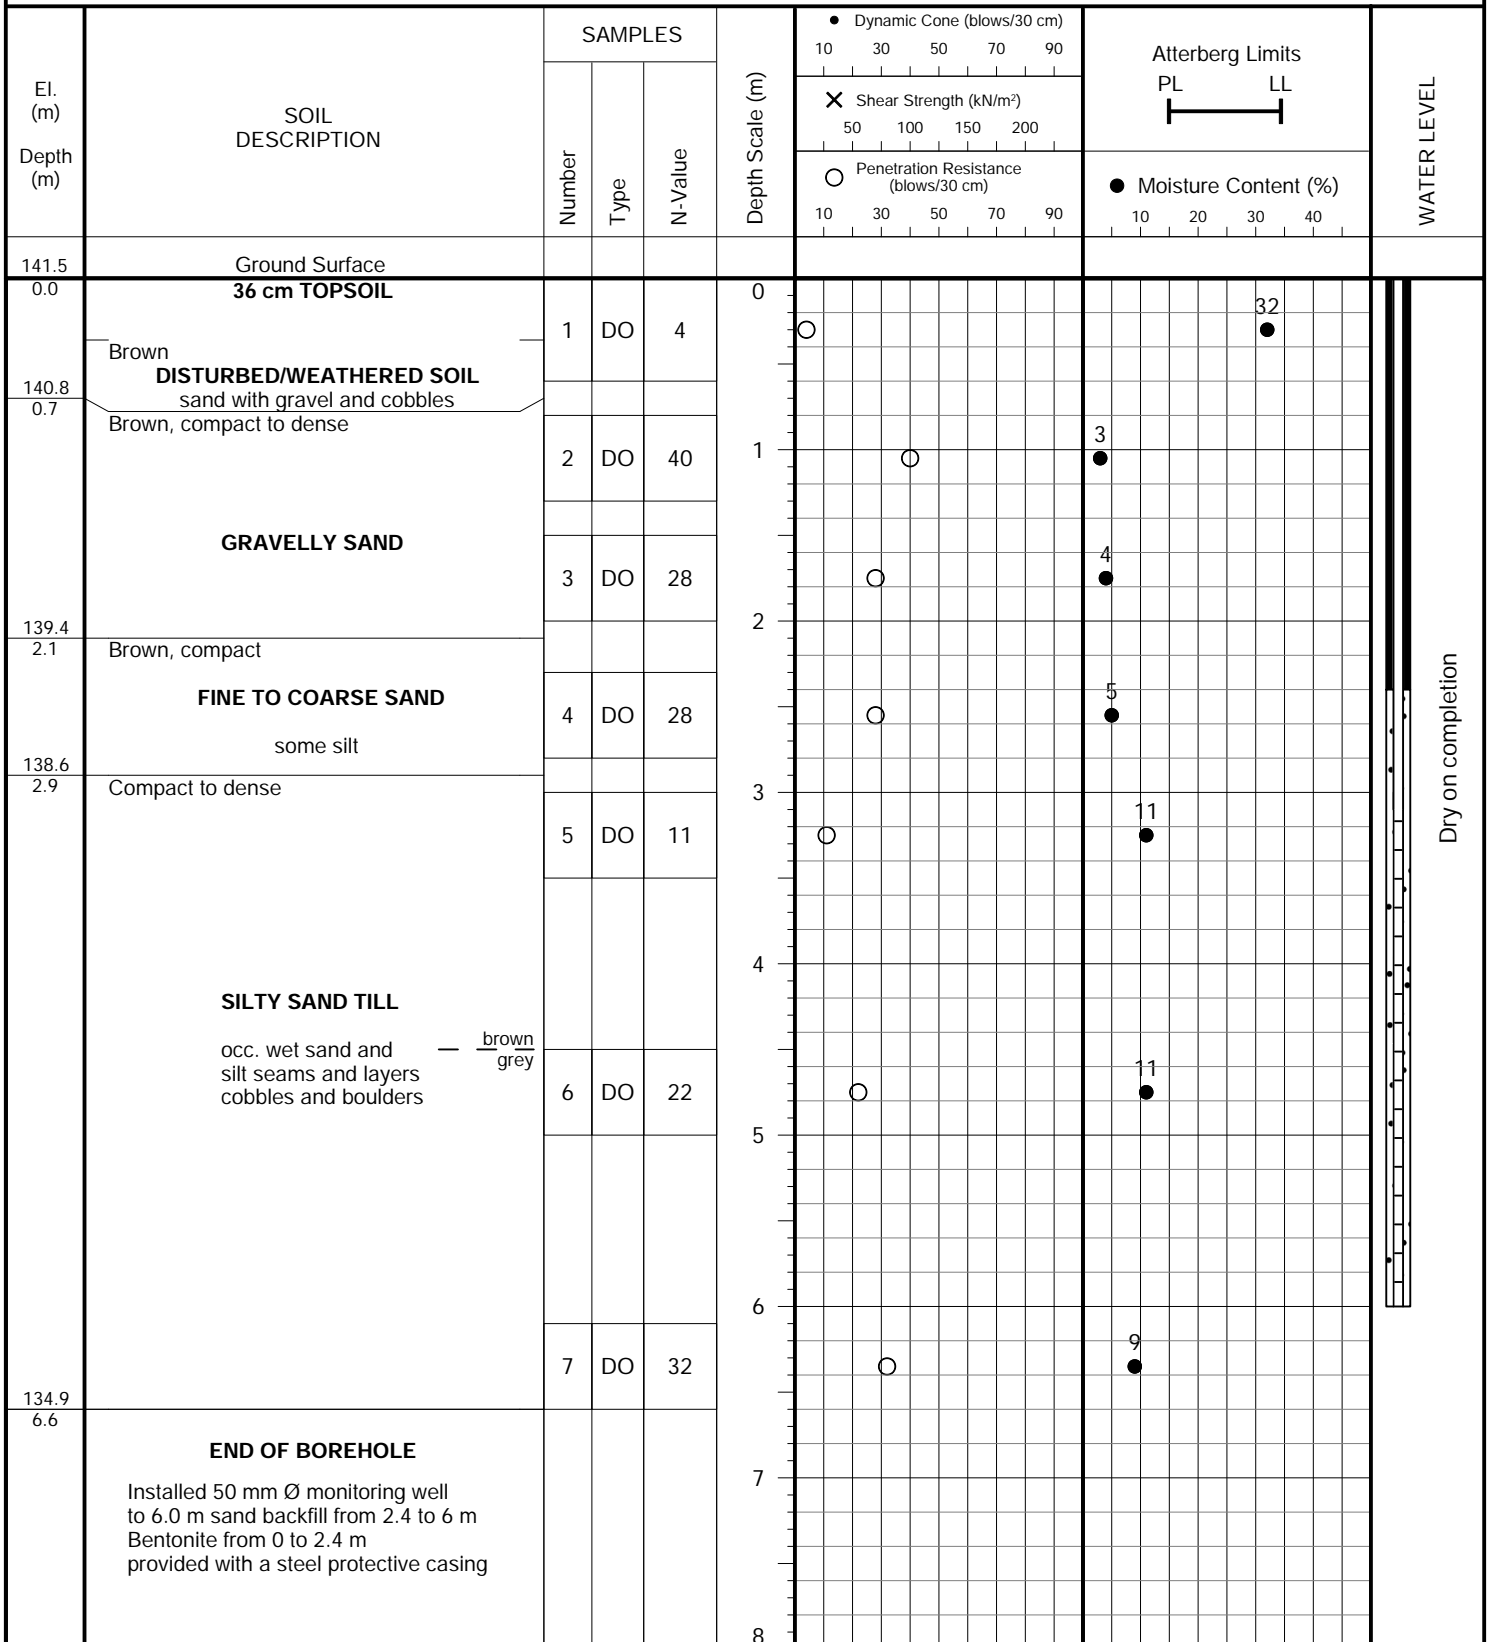 El.
(m)
Depth
(m)
SOIL
DESCRIPTION
SAMPLES
Number
Type
N-Value
Depth Scale (m)
Dynamic Cone (blows/30 cm)
10 30 50 70 90
Shear Strength (kN/m²)
50 100 150 200
Penetration Resistance
(blows/30 cm)
10 30 50 70 90
Atterberg Limits
PL LL
Moisture Content (%)
10 20 30 40
WATER LEVEL
141.5 Ground Surface
0.0 36 cm TOPSOIL 0
32
1 DO 4
Brown
DISTURBED/WEATHERED SOIL
140.8 sand with gravel and cobbles
0.7 Brown, compact to dense
3
2 DO 40 1
GRAVELLY SAND
4
3 DO 28
139.4 2
2.1 Brown, compact
FINE TO COARSE SAND
5
4 DO 28
some silt
138.6
2.9 Compact to dense 3
11
5 DO 11
Dry on completion
4
SILTY SAND TILL
brown
occ. wet sand and grey
silt seams and layers
cobbles and boulders
11
6 DO 22
5
6
9
7 DO 32
134.9
6.6
END OF BOREHOLE
7
Installed 50 mm Ø monitoring well
to 6.0 m sand backfill from 2.4 to 6 m
Bentonite from 0 to 2.4 m
provided with a steel protective casing
8